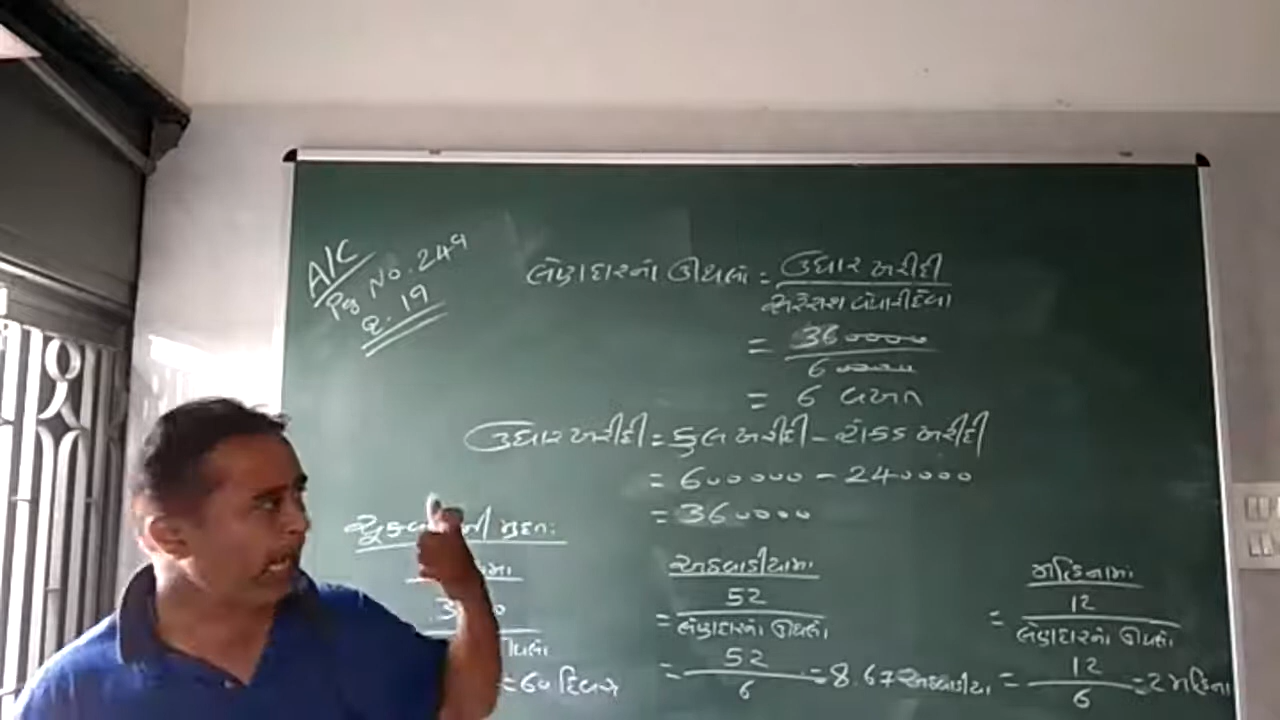 A/C
Pg No. 249
Q. 19
લેણદારનો ઊથલો = ઉધાર ખરીદી
સરેરાશ વેપારીદેવા
= 360000
60000
= 6 વખત
ઉધાર ખરીદી = કુલ ખરીદી - રોકડ ખરીદી
= 600000 - 240000
= 360000
મુદત:
અઠવાડીયામાં
= 52
લેણદારનો ઊથલો
= 52
6
= 8.67 અઠવાડીયા
મહિનામાં
= 12
લેણદારનો ઊથલો
= 12
6
= 2 મહિના
= 60 દિવસ